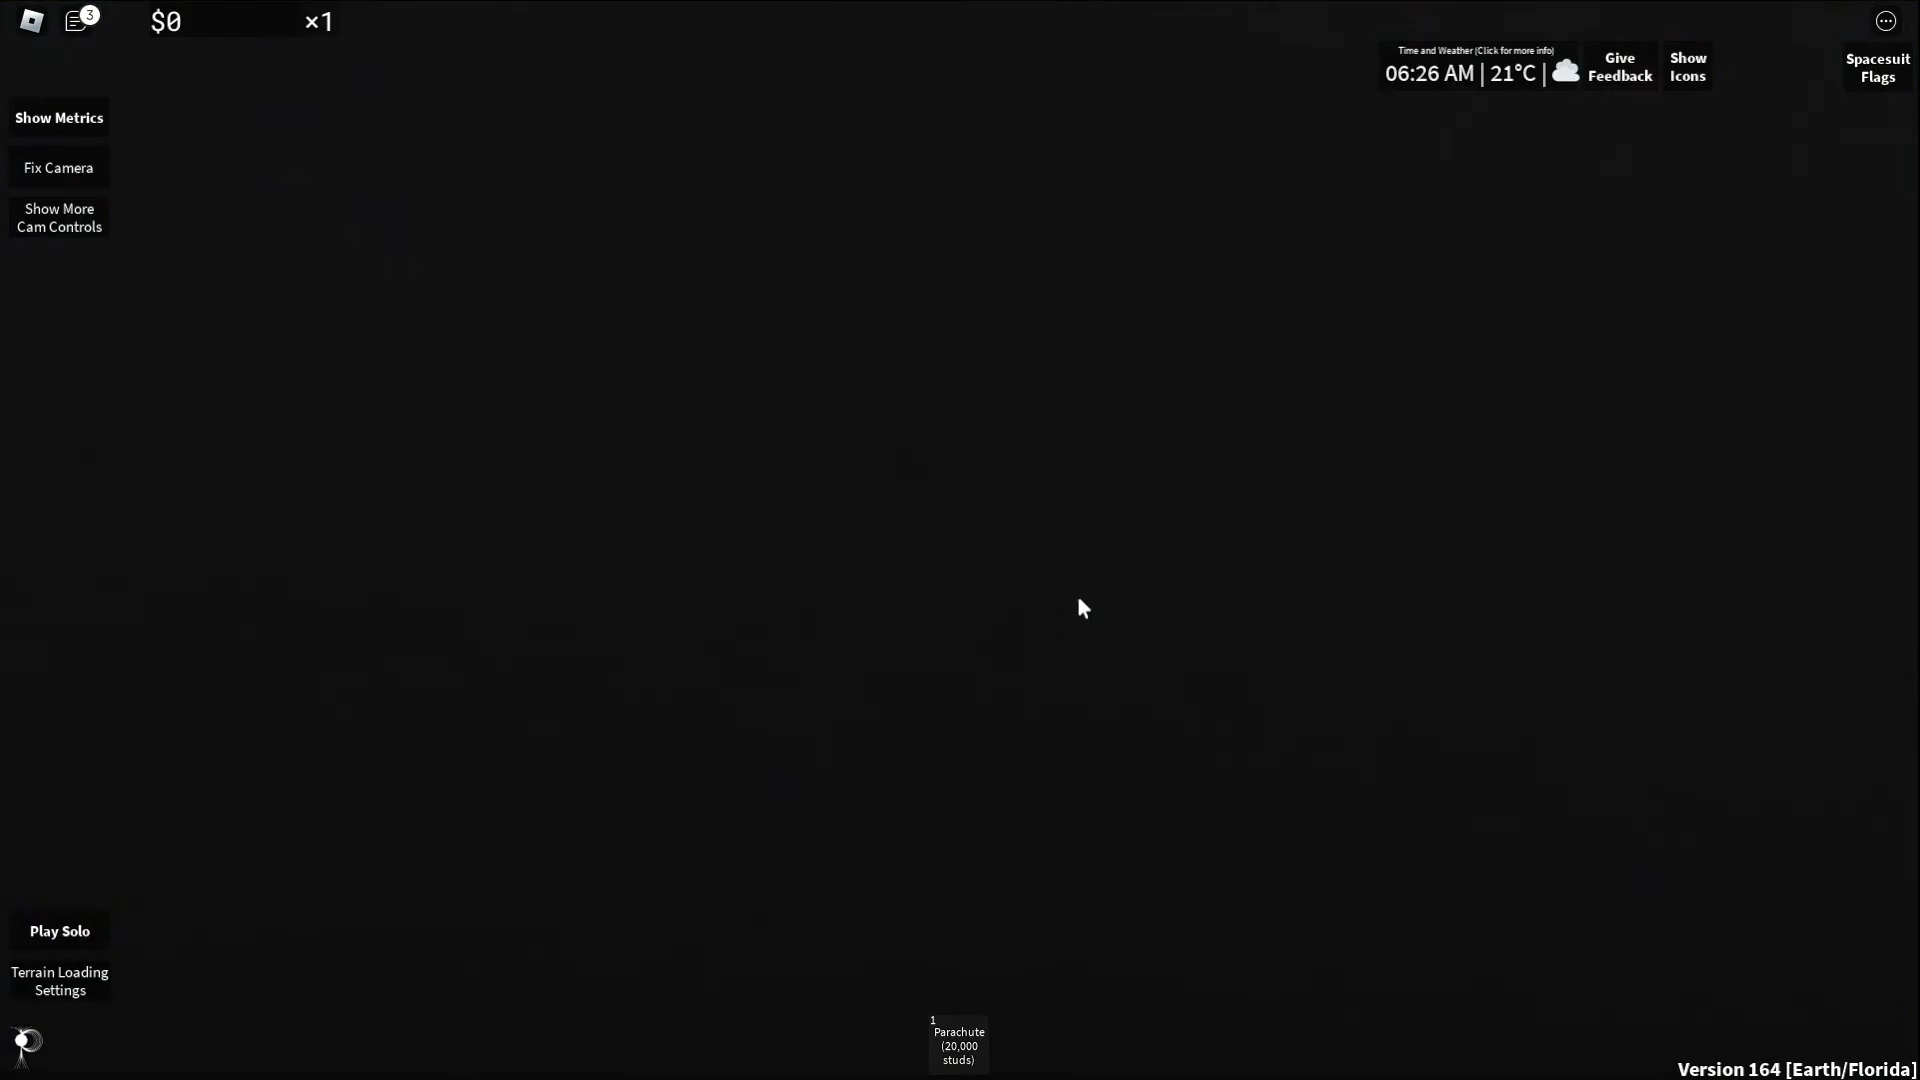 3
$0
×1
Time and Weather (Click for more info)
06:26 AM | 21°C |
Give
Feedback
Show
Icons
Spacesuit
Flags
Show Metrics
Fix Camera
Show More
Cam Controls
Play Solo
Terrain Loading
Settings
1
Parachute
(20,000
studs)
Version 164 [Earth/Florida]